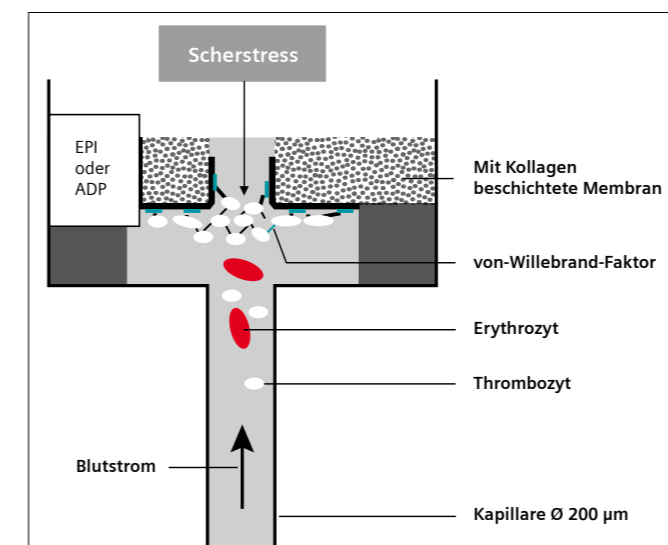 Scherstress
EPI
oder
ADP
Mit Kollagen
beschichtete Membran
von-Willebrand-Faktor
Erythrozyt
Thrombozyt
Blutstrom
Kapillare Ø 200 µm